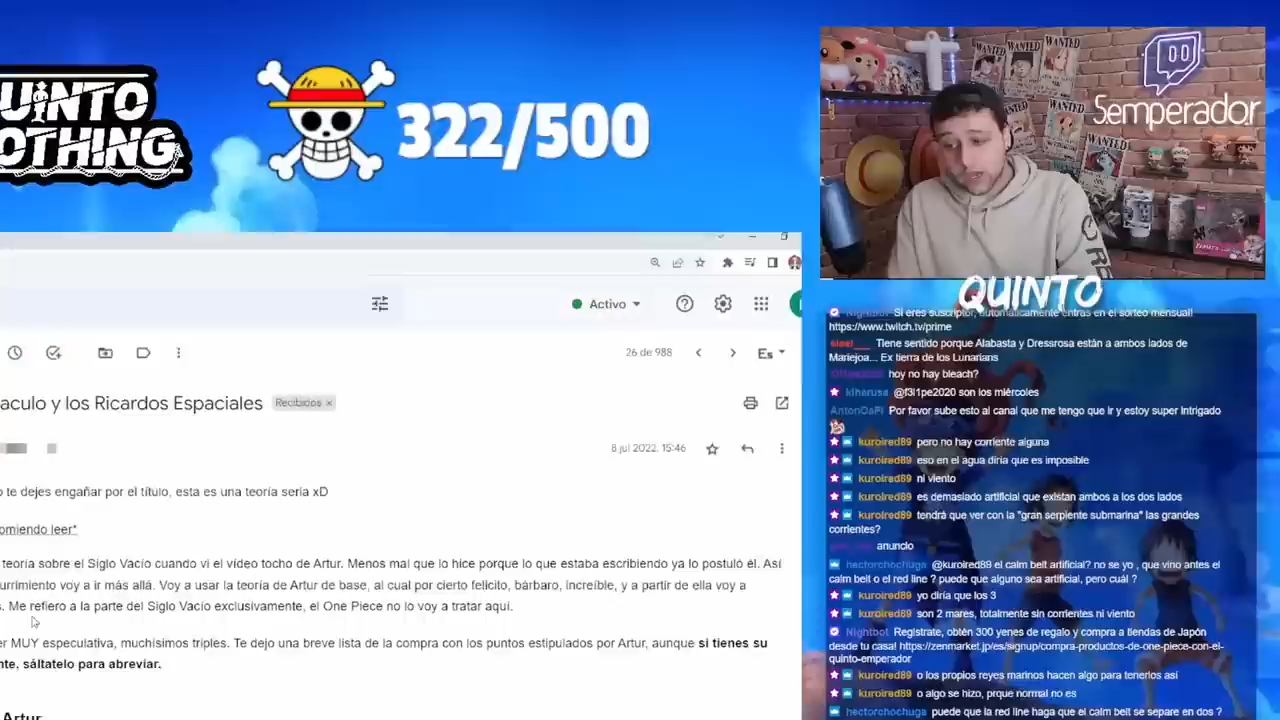 UINTO
OTHING
322/500
WANTED
WANTED
WANTED
WANTED
WANTED
WANTED
Semperador
QUINTO
Activo
26 de 988
Es
aculo y los Ricardos Espaciales
Recibidos ×
8 jul 2022, 15:46
o te dejes engañar por el título, esta es una teoría seria xD
omiendo leer*
teoría sobre el Siglo Vacío cuando vi el vídeo tocho de Artur. Menos mal que lo hice porque lo que estaba escribiendo ya lo postuló él. Así
urrimiento voy a ir más allá. Voy a usar la teoría de Artur de base, al cual por cierto felicito, bárbaro, increíble, y a partir de ella voy a
s. Me refiero a la parte del Siglo Vacío exclusivamente, el One Piece no lo voy a tratar aquí.
er MUY especulativa, muchísimos triples. Te dejo una breve lista de la compra con los puntos estipulados por Artur, aunque si tienes su
nte, sáltatelo para abreviar.
Artur
Nightbot Si eres suscriptor, automaticamente entras en el sorteo mensual!
https://www.twitch.tv/prime
Tiene sentido porque Alabasta y Dressrosa están a ambos lados de
Mariejoa... Ex tierra de los Lunarians
hoy no hay bleach?
kiharusa @f3l1pe2020 son los miércoles
AntonOaPi Por favor sube esto al canal que me tengo que ir y estoy super intrigado
kuroired89 pero no hay corriente alguna
kuroired89 eso en el agua diría que es imposible
kuroired89 ni viento
kuroired89 es demasiado artificial que existan ambos a los dos lados
kuroired89 tendrá que ver con la "gran serpiente submarina" las grandes
corrientes?
anuncio
hectorchochuga @kuroired89 el calm belt artificial? no se yo , que vino antes el
calm belt o el red line ? puede que alguno sea artificial, pero cuál ?
kuroired89 yo diría que los 3
kuroired89 son 2 mares, totalmente sin corrientes ni viento
Nightbot Registrate, obtén 300 yenes de regalo y compra a tiendas de Japón
desde tu casa! https://zenmarket.jp/es/signup/compra-productos-de-one-piece-con-el-
quinto-emperador
kuroired89 o los propios reyes marinos hacen algo para tenerlos así
kuroired89 o algo se hizo, prque normal no es
hectorchochuga puede que la red line haga que el calm belt se separe en dos ?